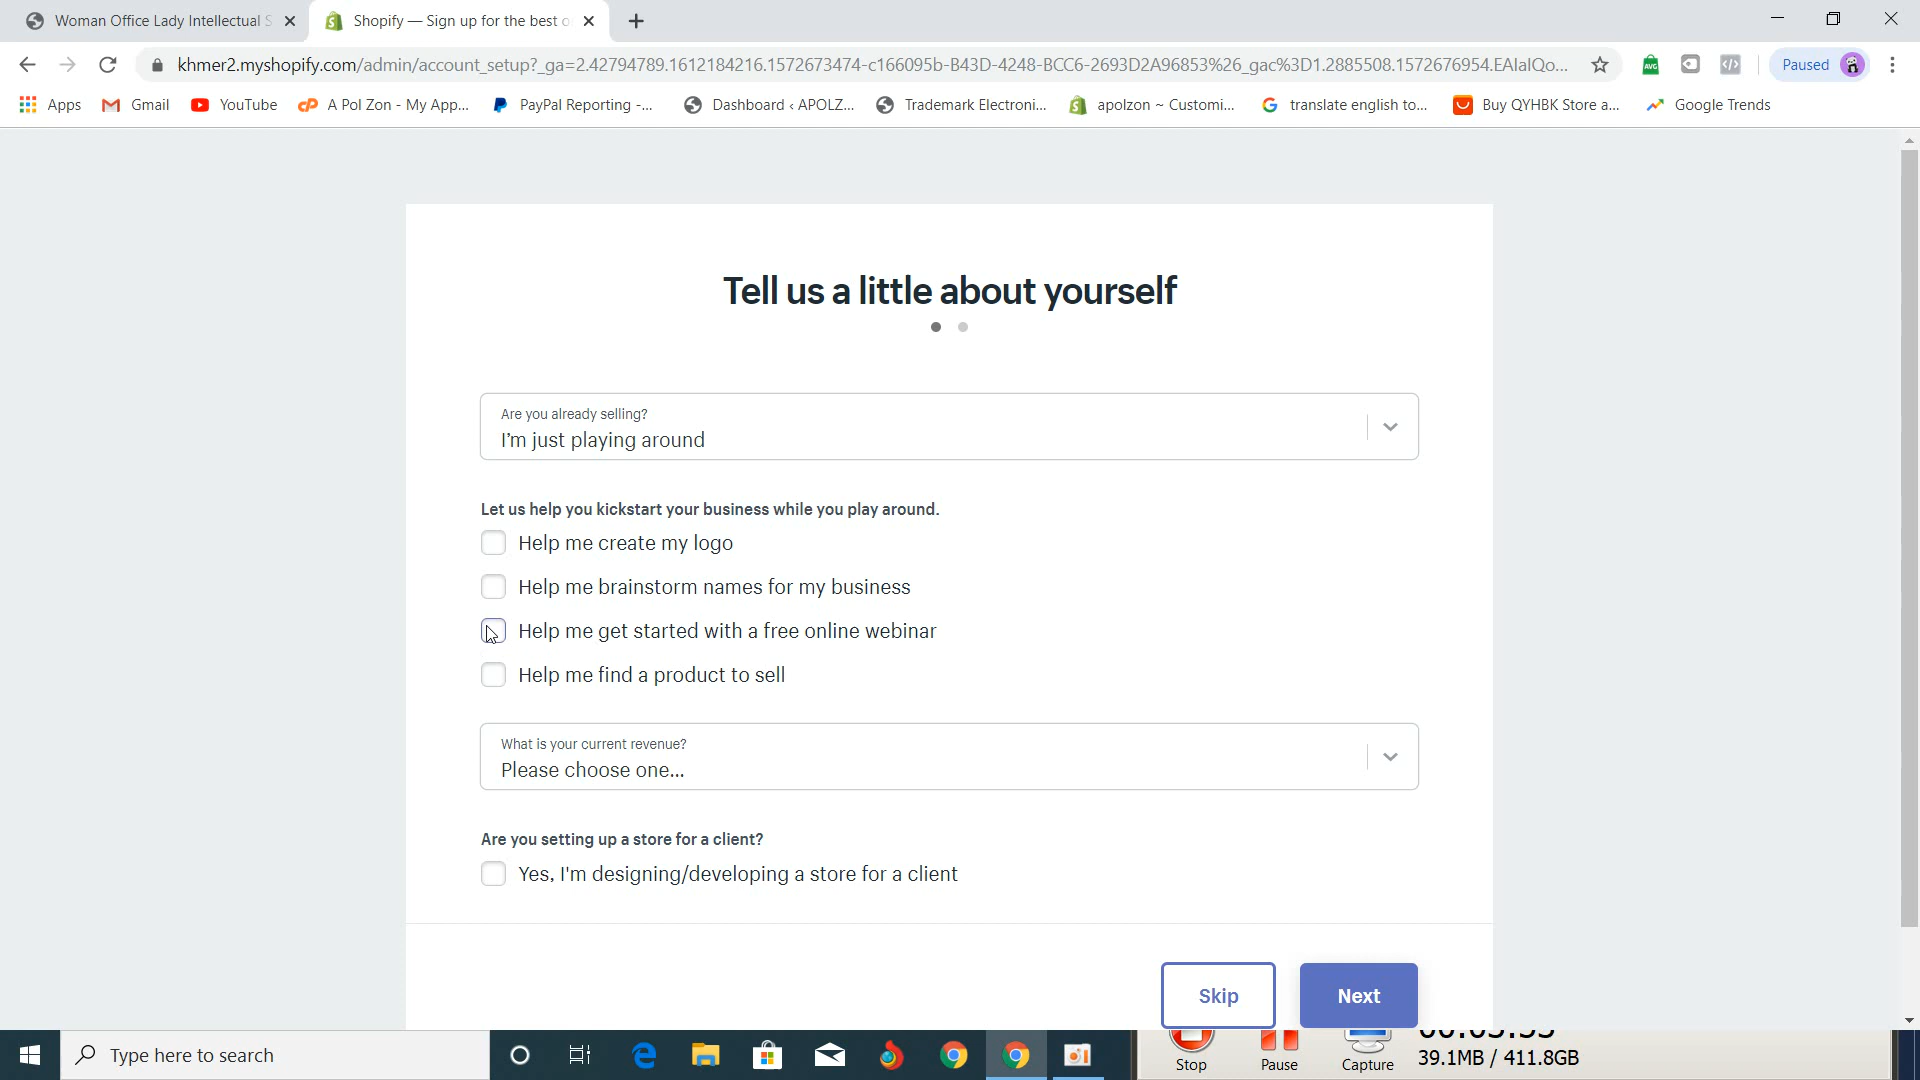 Woman Office Lady Intellectual S
Shopify — Sign up for the best o
khmer2.myshopify.com/admin/account_setup?_ga=2.42794789.1612184216.1572673474-c166095b-B43D-4248-BCC6-2693D2A96853%26_gac%3D1.2885508.1572676954.EAIaIQo...
Paused
Apps
Gmail
YouTube
A Pol Zon - My App...
PayPal Reporting -...
Dashboard ‹ APOLZ...
Trademark Electroni...
apolzon ~ Customi...
translate english to...
Buy QYHBK Store a...
Google Trends
Tell us a little about yourself
Are you already selling?
I'm just playing around
Let us help you kickstart your business while you play around.
Help me create my logo
Help me brainstorm names for my business
Help me get started with a free online webinar
Help me find a product to sell
What is your current revenue?
Please choose one...
Are you setting up a store for a client?
Yes, I'm designing/developing a store for a client
Skip
Next
Type here to search
Stop
Pause
Capture
39.1MB / 411.8GB